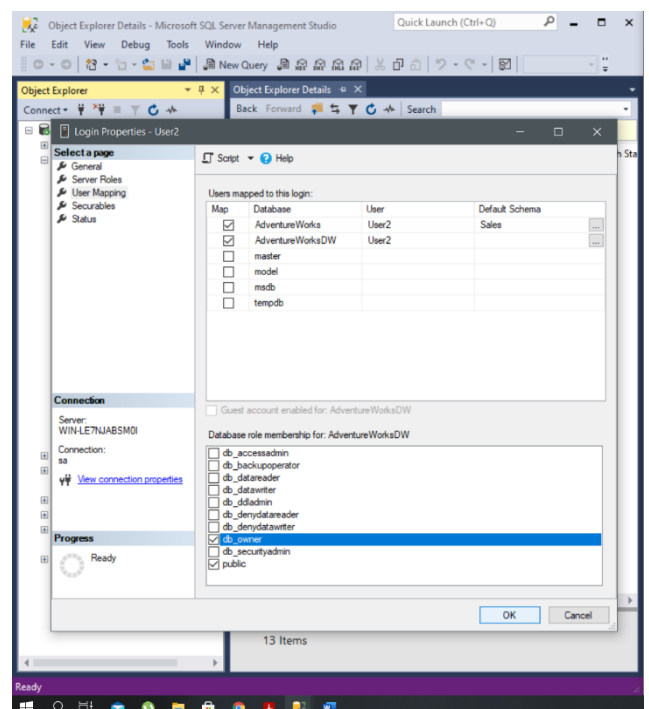 Object Explorer Details - Microsoft SQL Server Management Studio
Quick Launch (Ctrl+Q)
File Edit View Debug Tools Window Help
New Query
Object Explorer
Object Explorer Details
Connect
Back Forward Search
Login Properties - User2
Select a page
General
Server Roles
User Mapping
Securables
Status
Script Help
Users mapped to this login:
Map Database User Default Schema
AdventureWorks User2 Sales ...
AdventureWorksDW User2 ...
master
model
msdb
tempdb
Guest account enabled for: AdventureWorksDW
Database role membership for: AdventureWorksDW
db_accessadmin
db_backupoperator
db_datareader
db_datawriter
db_ddladmin
db_denydatareader
db_denydatawriter
db_owner
db_securityadmin
public
Connection
Server:
WIN-LE7NJABSM0I
Connection:
sa
View connection properties
Progress
Ready
OK Cancel
13 Items
Ready